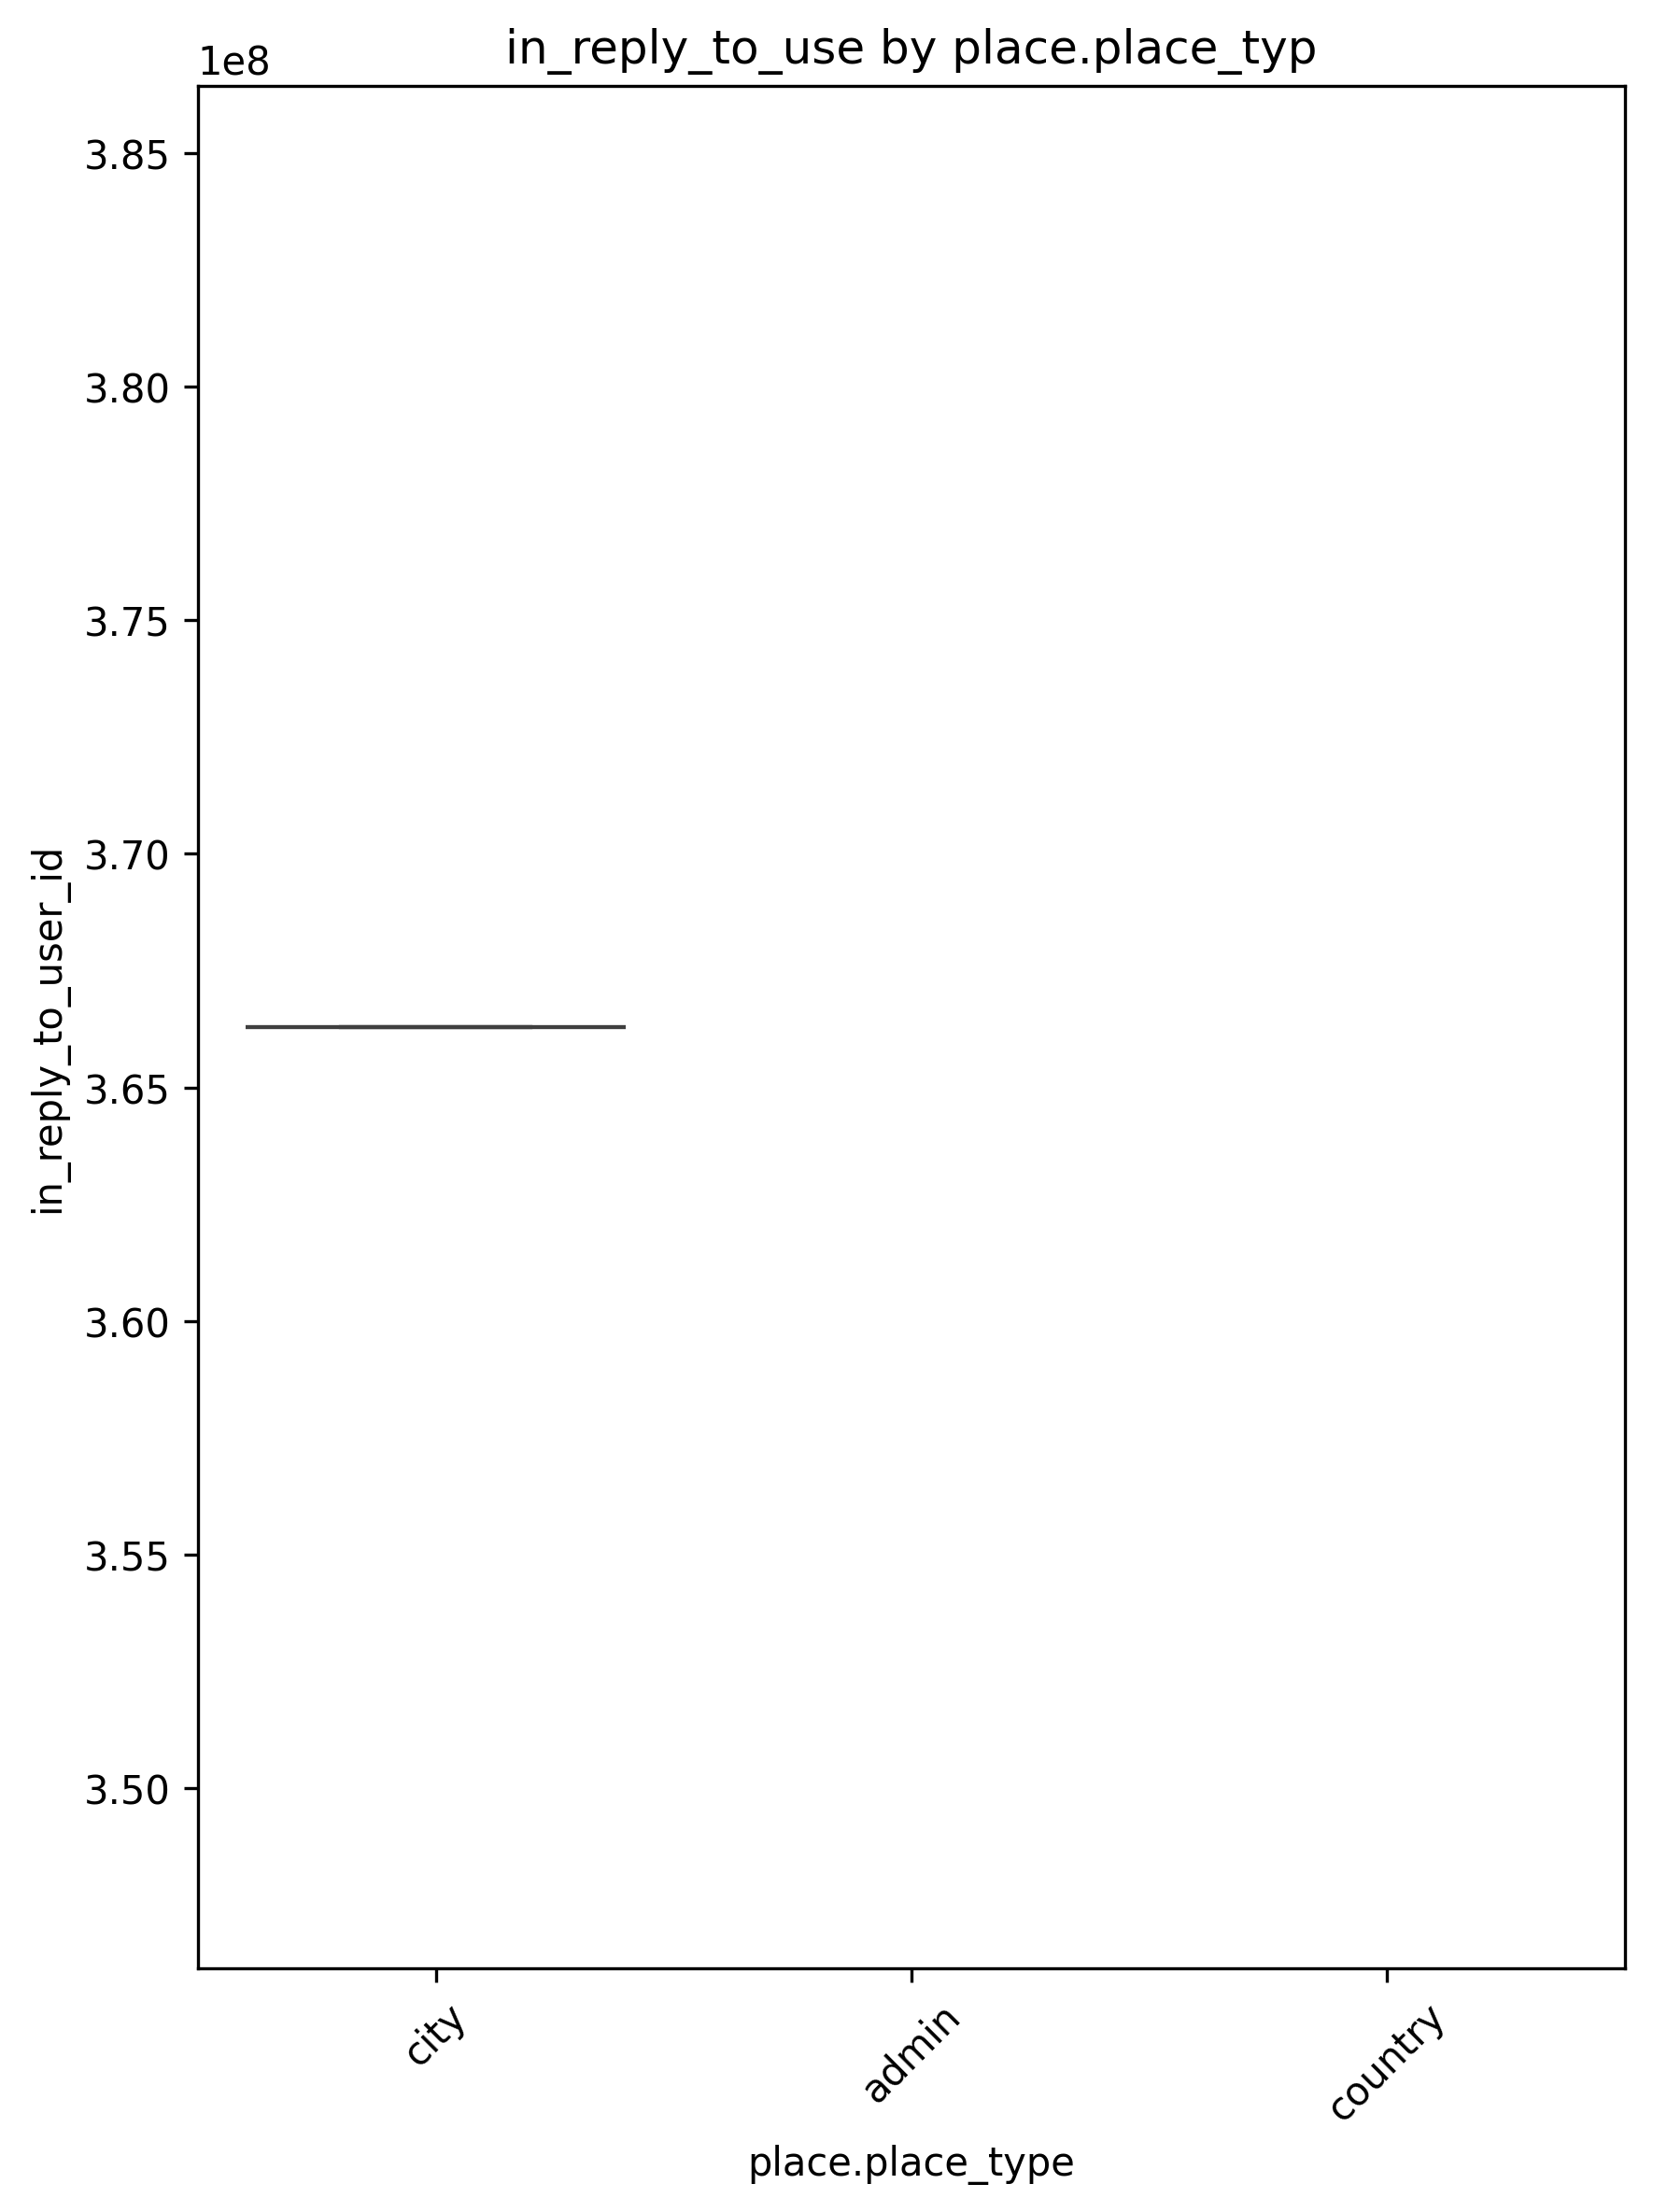 in_reply_to_use by place.place_typ
1e8
3.85
3.80
3.75
3.70
3.65
3.60
3.55
3.50
in_reply_to_user_id
city
admin
country
place.place_type